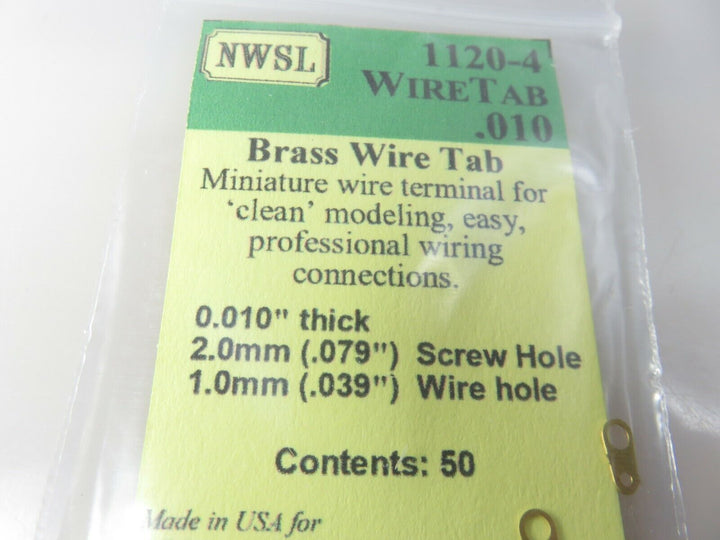 NWSL
1120-4
WIRETAB
.010
Brass Wire Tab
Miniature wire terminal for
‘clean’ modeling, easy,
professional wiring
connections.
0.010" thick
2.0mm (.079") Screw Hole
1.0mm (.039") Wire hole
Contents: 50
Made in USA for